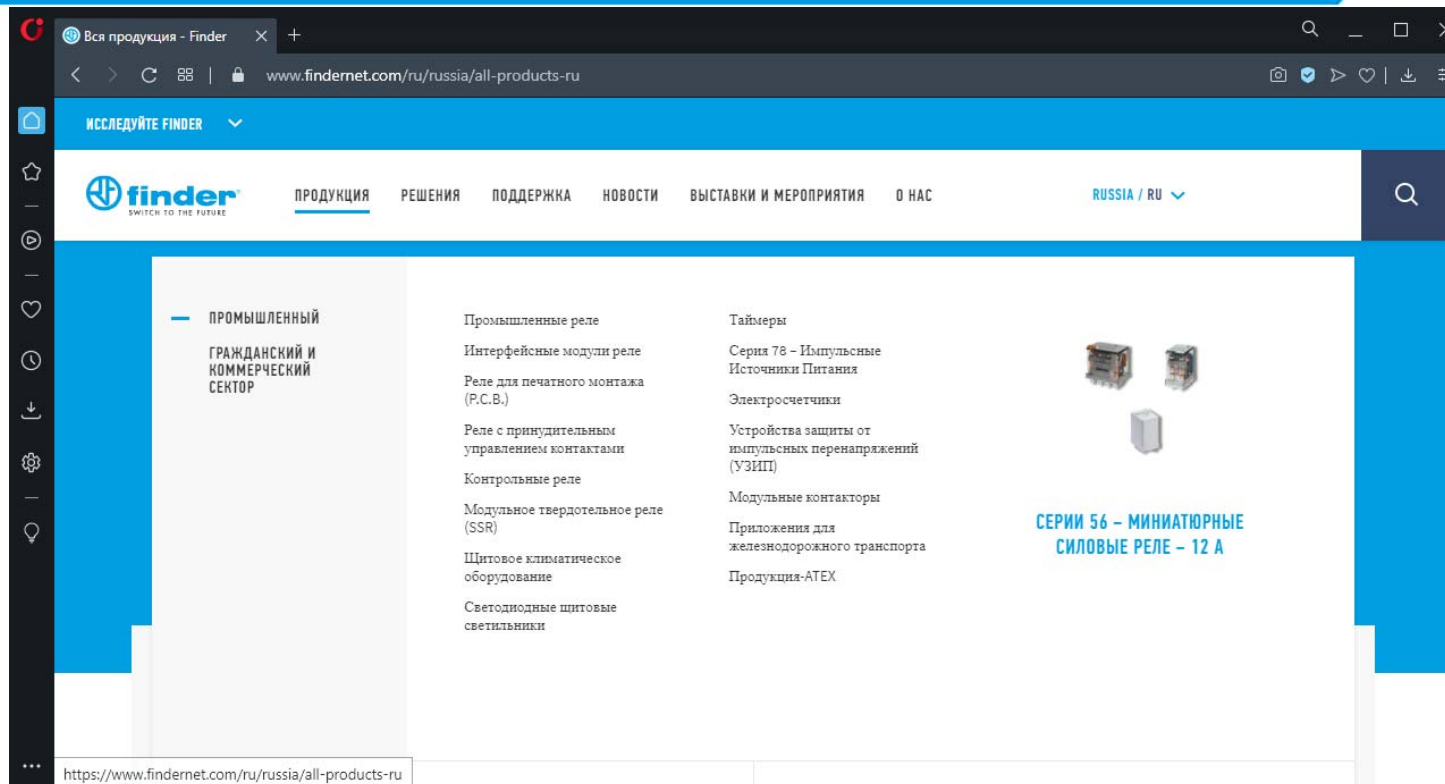 Вся продукция - Finder
www.findernet.com/ru/russia/all-products-ru
ИССЛЕДУЙТЕ FINDER
finder
SWITCH TO THE FUTURE
ПРОДУКЦИЯ
РЕШЕНИЯ
ПОДДЕРЖКА
НОВОСТИ
ВЫСТАВКИ И МЕРОПРИЯТИЯ
О НАС
RUSSIA / RU
ПРОМЫШЛЕННЫЙ
ГРАЖДАНСКИЙ И
КОММЕРЧЕСКИЙ
СЕКТОР
Промышленные реле
Интерфейсные модули реле
Реле для печатного монтажа
(P.C.B.)
Реле с принудительным
управлением контактами
Контрольные реле
Модульное твердотельное реле
(SSR)
Щитовое климатическое
оборудование
Светодиодные щитовые
светильники
Таймеры
Серия 78 – Импульсные
Источники Питания
Электросчетчики
Устройства защиты от
импульсных перенапряжений
(УЗИП)
Модульные контакторы
Приложения для
железнодорожного транспорта
Продукция-ATEX
СЕРИИ 56 – МИНИАТЮРНЫЕ
СИЛОВЫЕ РЕЛЕ – 12 А
https://www.findernet.com/ru/russia/all-products-ru